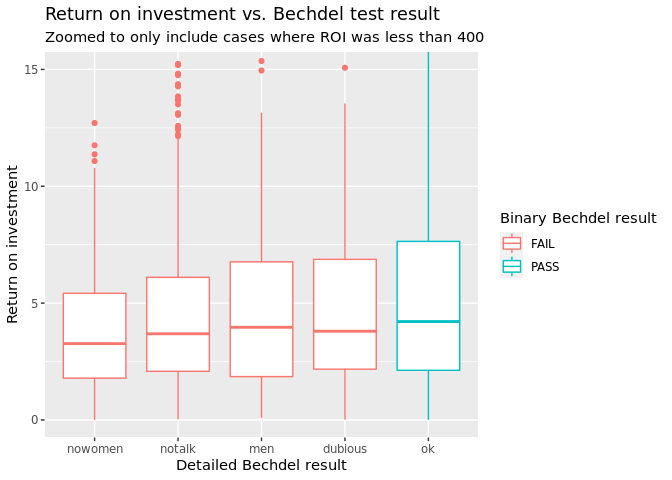 Return on investment vs. Bechdel test result
Zoomed to only include cases where ROI was less than 400
15
10
5
0
Return on investment
nowomen notalk men dubious ok
Detailed Bechdel result
Binary Bechdel result
FAIL
PASS